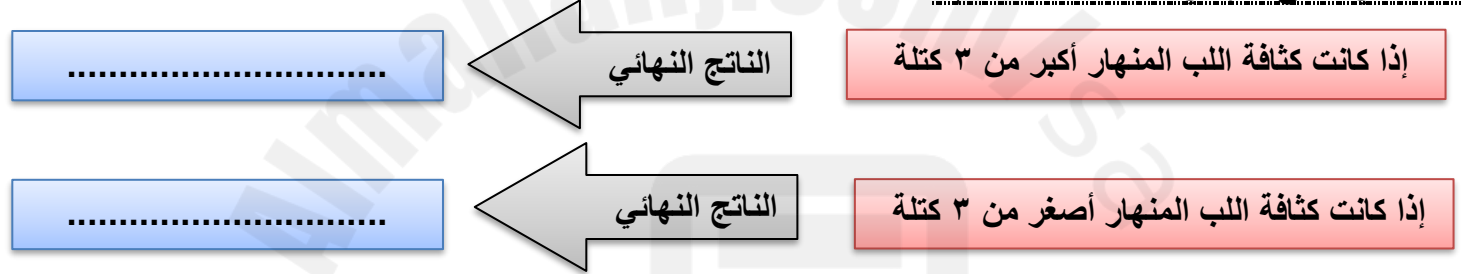 إذا كانت كثافة اللب المنهار أكبر من ٣ كتلة
الناتج النهائي
..............................
إذا كانت كثافة اللب المنهار أصغر من ٣ كتلة
الناتج النهائي
..............................